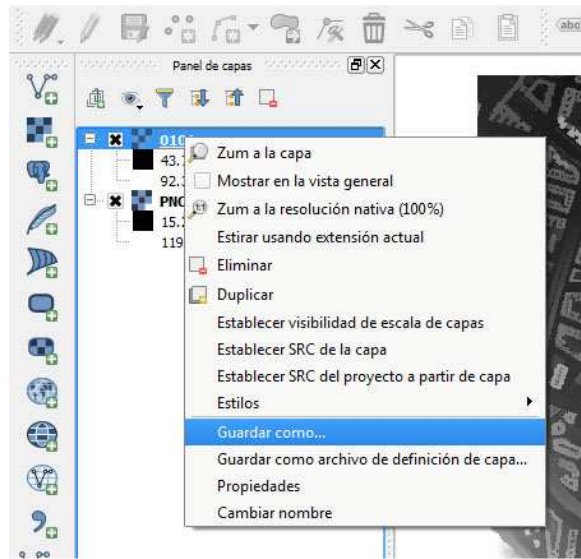 abc
Panel de capas
010
43.
92.
PNO
15.
119
Zum a la capa
Mostrar en la vista general
Zum a la resolución nativa (100%)
Estirar usando extensión actual
Eliminar
Duplicar
Establecer visibilidad de escala de capas
Establecer SRC de la capa
Establecer SRC del proyecto a partir de capa
Estilos
Guardar como...
Guardar como archivo de definición de capa...
Propiedades
Cambiar nombre